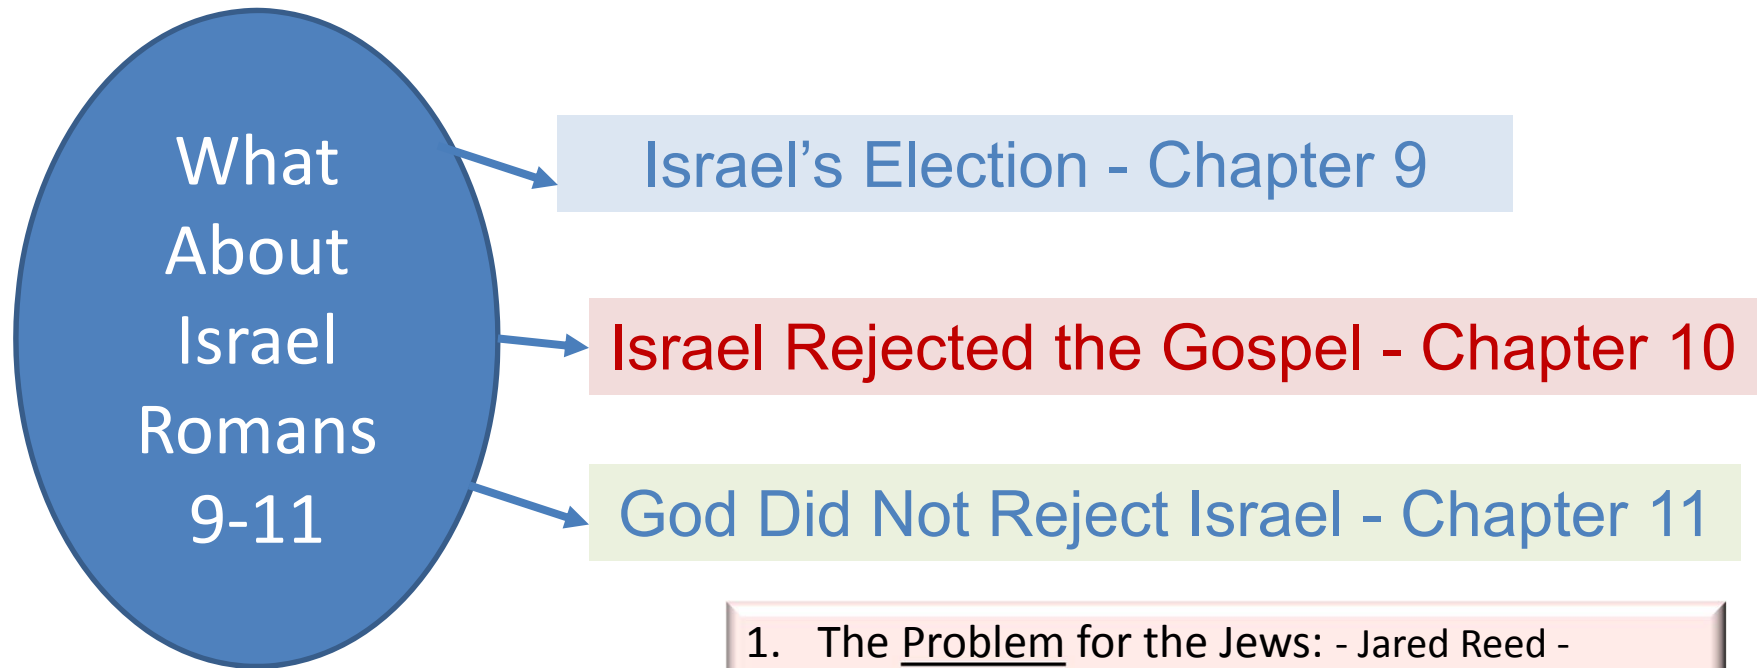 What
About
Israel
Romans
9-11
Israel’s Election - Chapter 9
Israel Rejected the Gospel - Chapter 10
God Did Not Reject Israel - Chapter 11
1. The Problem for the Jews: - Jared Reed -